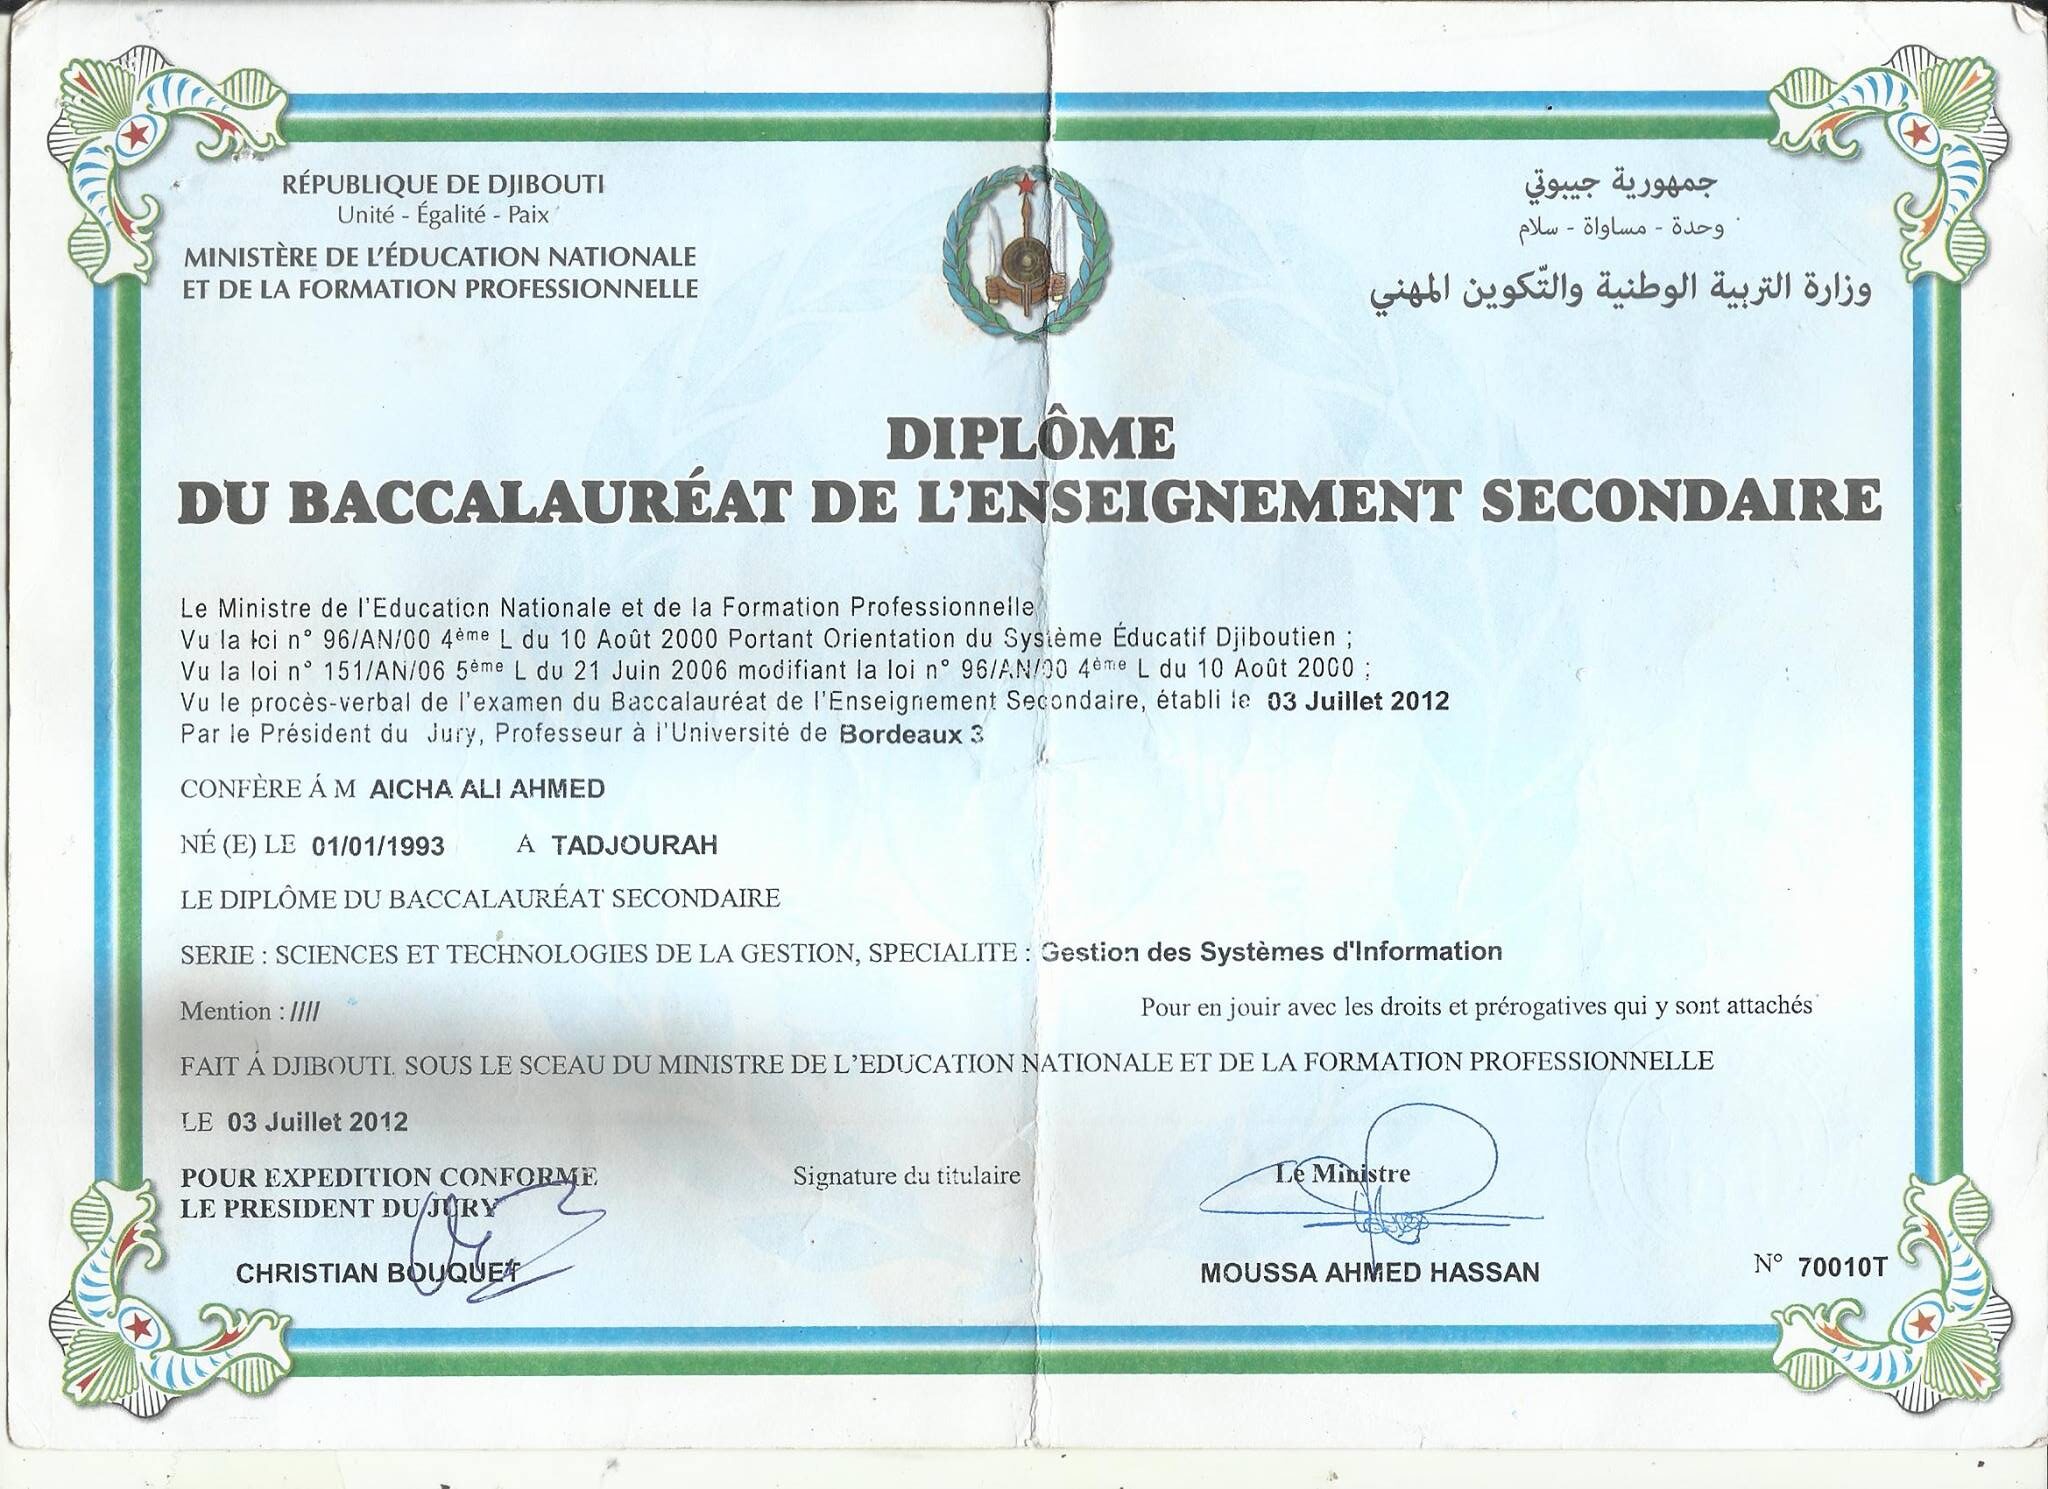 RÉPUBLIQUE DE DJIBOUTI
Unité - Égalité - Paix
MINISTÈRE DE L'ÉDUCATION NATIONALE
ET DE LA FORMATION PROFESSIONNELLE
جمهورية جيبوتي
وحدة - مساواة - سلام
وزارة التربية الوطنية والتّكوين المهني
DIPLÔME
DU BACCALAURÉAT DE L'ENSEIGNEMENT SECONDAIRE
Le Ministre de l'Education Nationale et de la Formation Professionnelle
Vu la loi n° 96/AN/00 4ème L du 10 Août 2000 Portant Orientation du Système Éducatif Djiboutien ;
Vu la loi n° 151/AN/06 5ème L du 21 Juin 2006 modifiant la loi n° 96/AN/00 4ème L du 10 Août 2000 ;
Vu le procès-verbal de l'examen du Baccalauréat de l'Enseignement Secondaire, établi le 03 Juillet 2012
Par le Président du Jury, Professeur à l'Université de Bordeaux 3
CONFÈRE Á M AICHA ALI AHMED
NÉ (E) LE 01/01/1993 A TADJOURAH
LE DIPLÔME DU BACCALAURÉAT SECONDAIRE
SERIE : SCIENCES ET TECHNOLOGIES DE LA GESTION, SPECIALITE : Gestion des Systèmes d'Information
Mention : //// Pour en jouir avec les droits et prérogatives qui y sont attachés
FAIT À DJIBOUTI. SOUS LE SCEAU DU MINISTRE DE L'EDUCATION NATIONALE ET DE LA FORMATION PROFESSIONNELLE
LE 03 Juillet 2012
POUR EXPEDITION CONFORME Signature du titulaire Le Ministre
LE PRESIDENT DU JURY
CHRISTIAN BOUQUET MOUSSA AHMED HASSAN N° 70010T